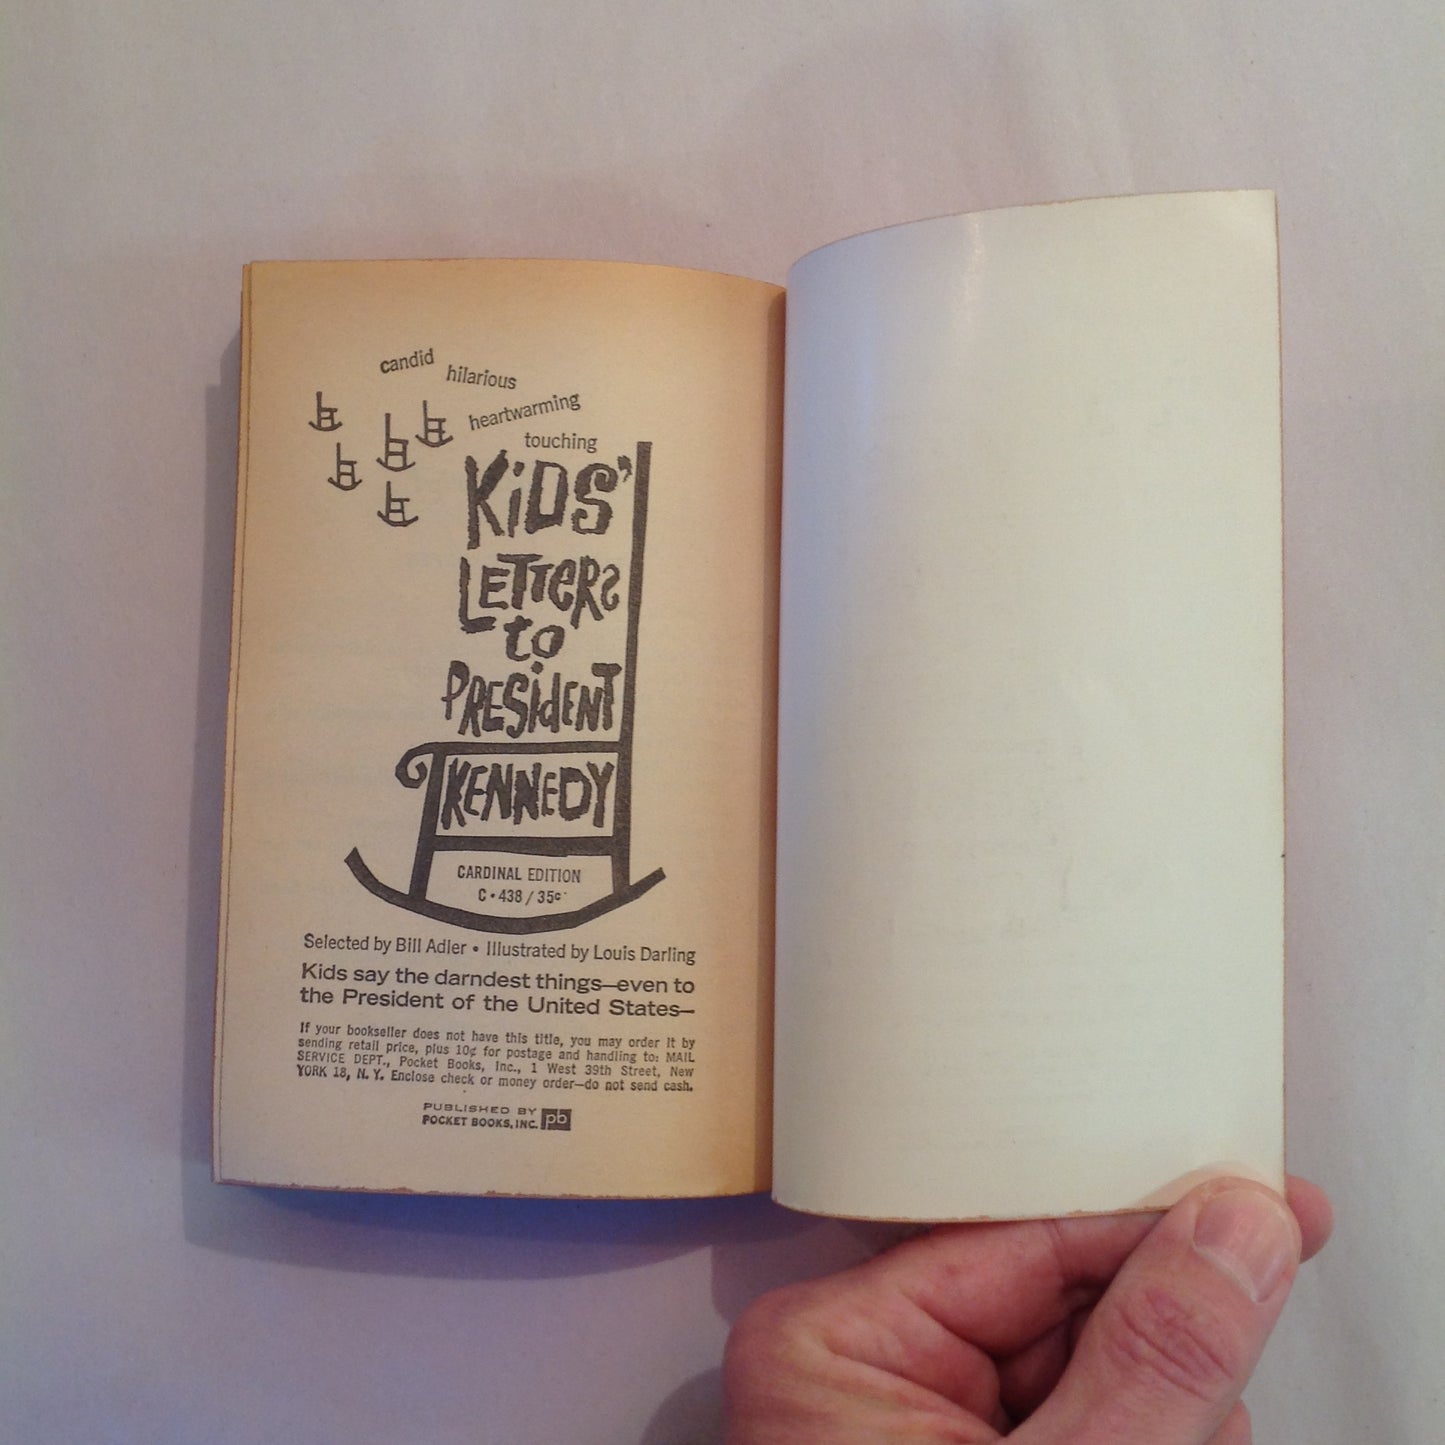 candid
hilarious
heartwarming
touching
KiDS'
LETTERS
to
PRESiDENT
KENNEDY
CARDINAL EDITION
C • 438 / 35¢
Selected by Bill Adler • Illustrated by Louis Darling
Kids say the darndest things—even to
the President of the United States—
If your bookseller does not have this title, you may order it by
sending retail price, plus 10¢ for postage and handling to: MAIL
SERVICE DEPT., Pocket Books, Inc., 1 West 39th Street, New
YORK 18, N. Y. Enclose check or money order—do not send cash.
PUBLISHED BY
POCKET BOOKS, INC. pb